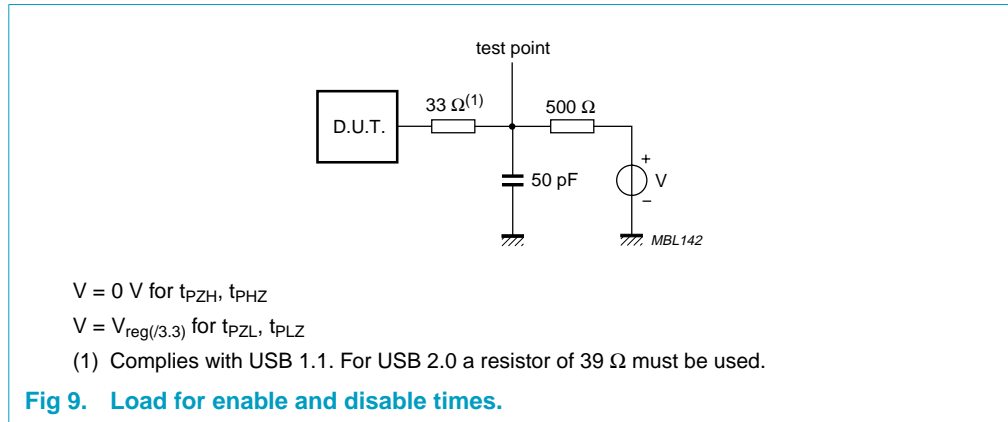 test point
33 Ω(1)
500 Ω
D.U.T.
50 pF
+
V
−
MBL142
V = 0 V for tPZH, tPHZ
V = Vreg(/3.3) for tPZL, tPLZ
(1) Complies with USB 1.1. For USB 2.0 a resistor of 39 Ω must be used.
Fig 9. Load for enable and disable times.